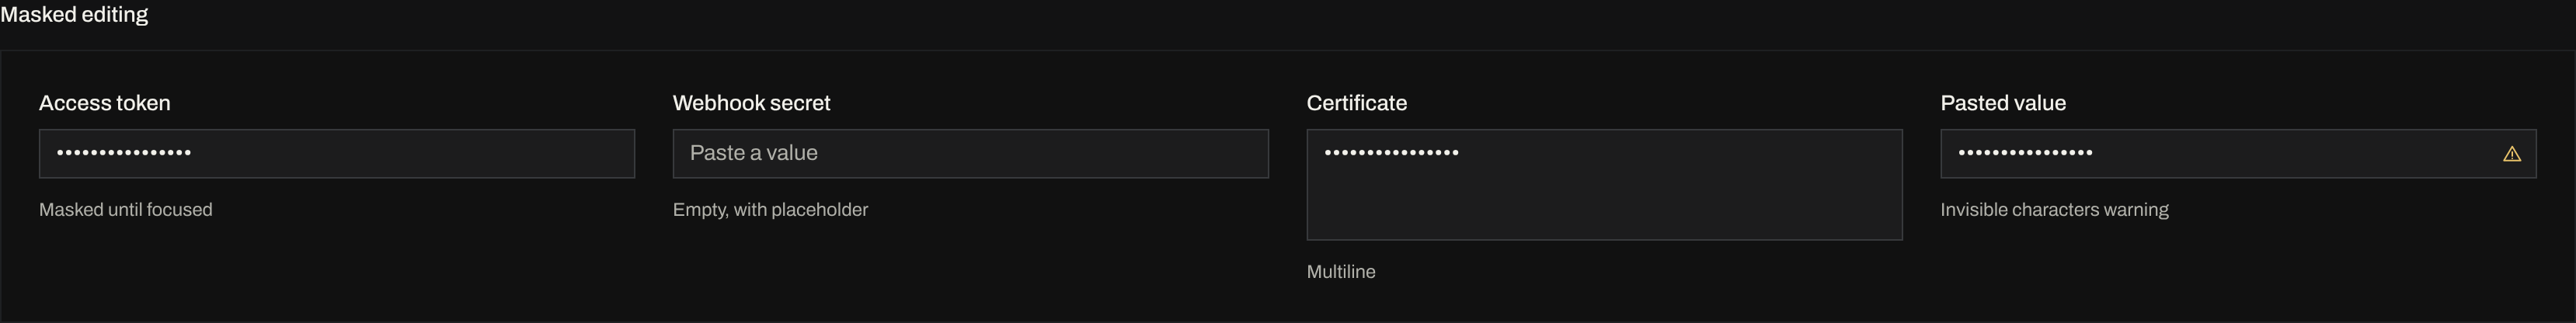 Masked editing
Access token
••••••••••••••••
Masked until focused
Webhook secret
Paste a value
Empty, with placeholder
Certificate
••••••••••••••••
Multiline
Pasted value
••••••••••••••••
Invisible characters warning